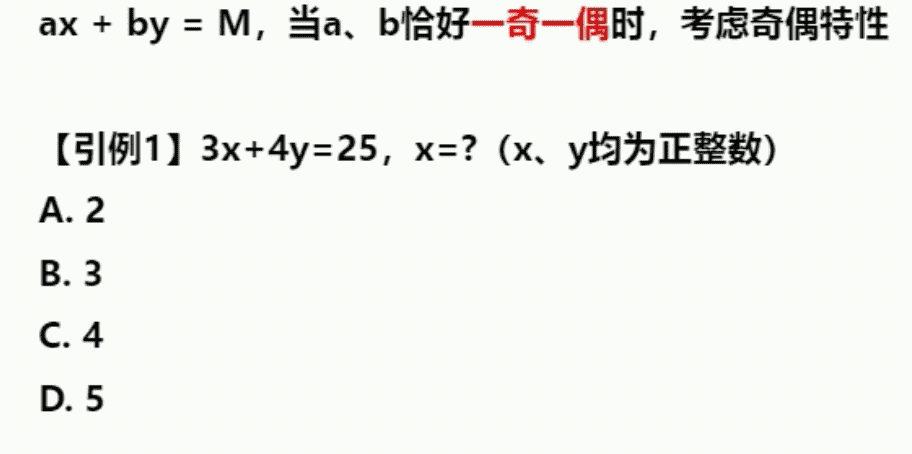 ax + by = M，当a、b恰好一奇一偶时，考虑奇偶特性
【引例1】3x+4y=25，x=?（x、y均为正整数）
A. 2
B. 3
C. 4
D. 5